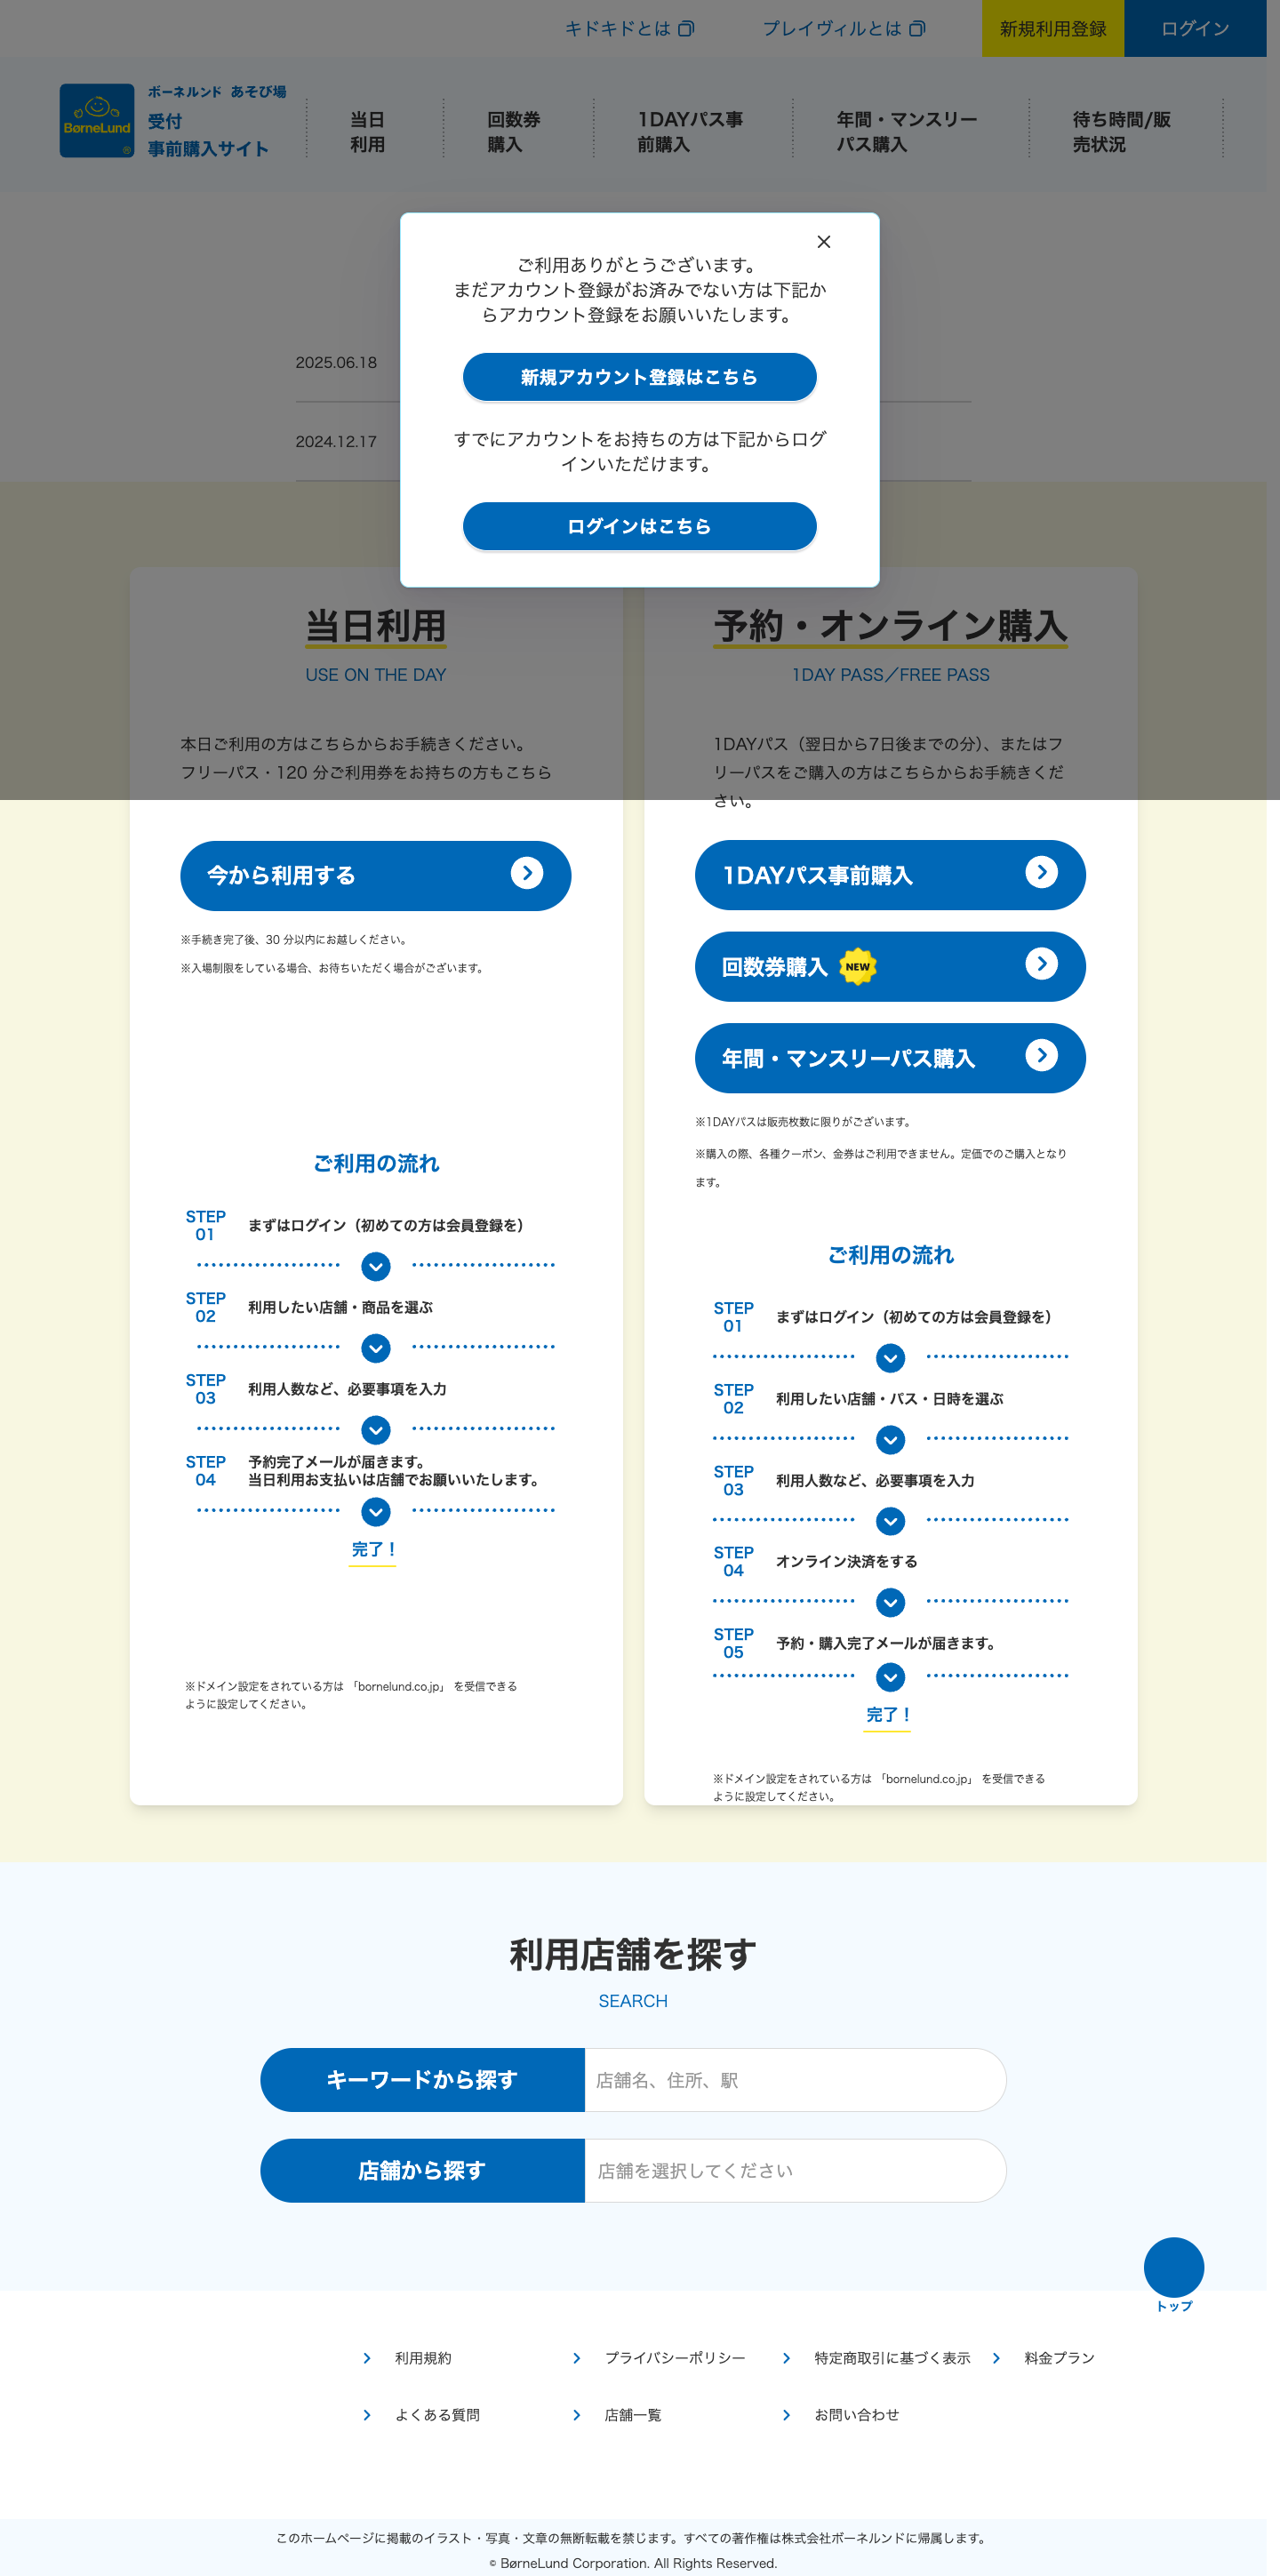 キドキドとは
プレイヴィルとは
新規利用登録
ログイン
BørneLund
®
ボーネルンド あそび場
受付
事前購入サイト
当日
利用
回数券
購入
1DAYパス事
前購入
年間・マンスリー
パス購入
待ち時間/販
売状況
ご利用ありがとうございます。
まだアカウント登録がお済みでない方は下記か
らアカウント登録をお願いいたします。
新規アカウント登録はこちら
すでにアカウントをお持ちの方は下記からログ
インいただけます。
ログインはこちら
2025.06.18
2024.12.17
当日利用
USE ON THE DAY
本日ご利用の方はこちらからお手続きください。
フリーパス・120 分ご利用券をお持ちの方もこちら
今から利用する
※手続き完了後、30 分以内にお越しください。
※入場制限をしている場合、お待ちいただく場合がございます。
ご利用の流れ
STEP
01
まずはログイン（初めての方は会員登録を）
STEP
02
利用したい店舗・商品を選ぶ
STEP
03
利用人数など、必要事項を入力
STEP
04
予約完了メールが届きます。
当日利用お支払いは店舗でお願いいたします。
完了！
※ドメイン設定をされている方は 「bornelund.co.jp」 を受信できる
ように設定してください。
予約・オンライン購入
1DAY PASS／FREE PASS
1DAYパス（翌日から7日後までの分）、またはフ
リーパスをご購入の方はこちらからお手続きくだ
さい。
1DAYパス事前購入
回数券購入 NEW
年間・マンスリーパス購入
※1DAYパスは販売枚数に限りがございます。
※購入の際、各種クーポン、金券はご利用できません。定価でのご購入となり
ます。
ご利用の流れ
STEP
01
まずはログイン（初めての方は会員登録を）
STEP
02
利用したい店舗・パス・日時を選ぶ
STEP
03
利用人数など、必要事項を入力
STEP
04
オンライン決済をする
STEP
05
予約・購入完了メールが届きます。
完了！
※ドメイン設定をされている方は 「bornelund.co.jp」 を受信できる
ように設定してください。
利用店舗を探す
SEARCH
キーワードから探す
店舗名、住所、駅
店舗から探す
店舗を選択してください
トップ
利用規約
プライバシーポリシー
特定商取引に基づく表示
料金プラン
よくある質問
店舗一覧
お問い合わせ
このホームページに掲載のイラスト・写真・文章の無断転載を禁じます。すべての著作権は株式会社ボーネルンドに帰属します。
© BørneLund Corporation. All Rights Reserved.